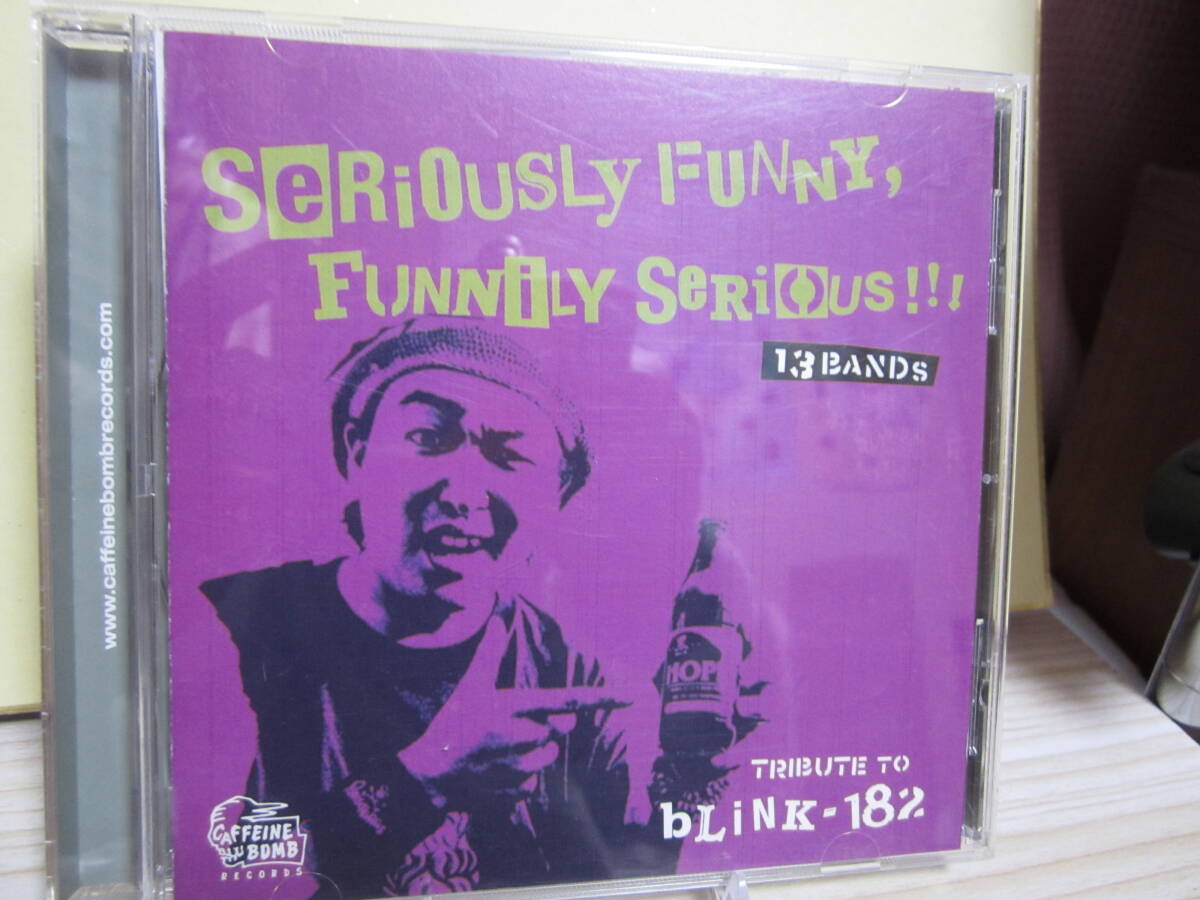 SeRiOUSLy FUNNY,
FUNNiLY SeRiOUS!!!
13 BANDS
HOP
TRIBUTE TO
bLiNK-182
CAFFEINE
BOMB
RECORDS
www.caffeinebombrecords.com